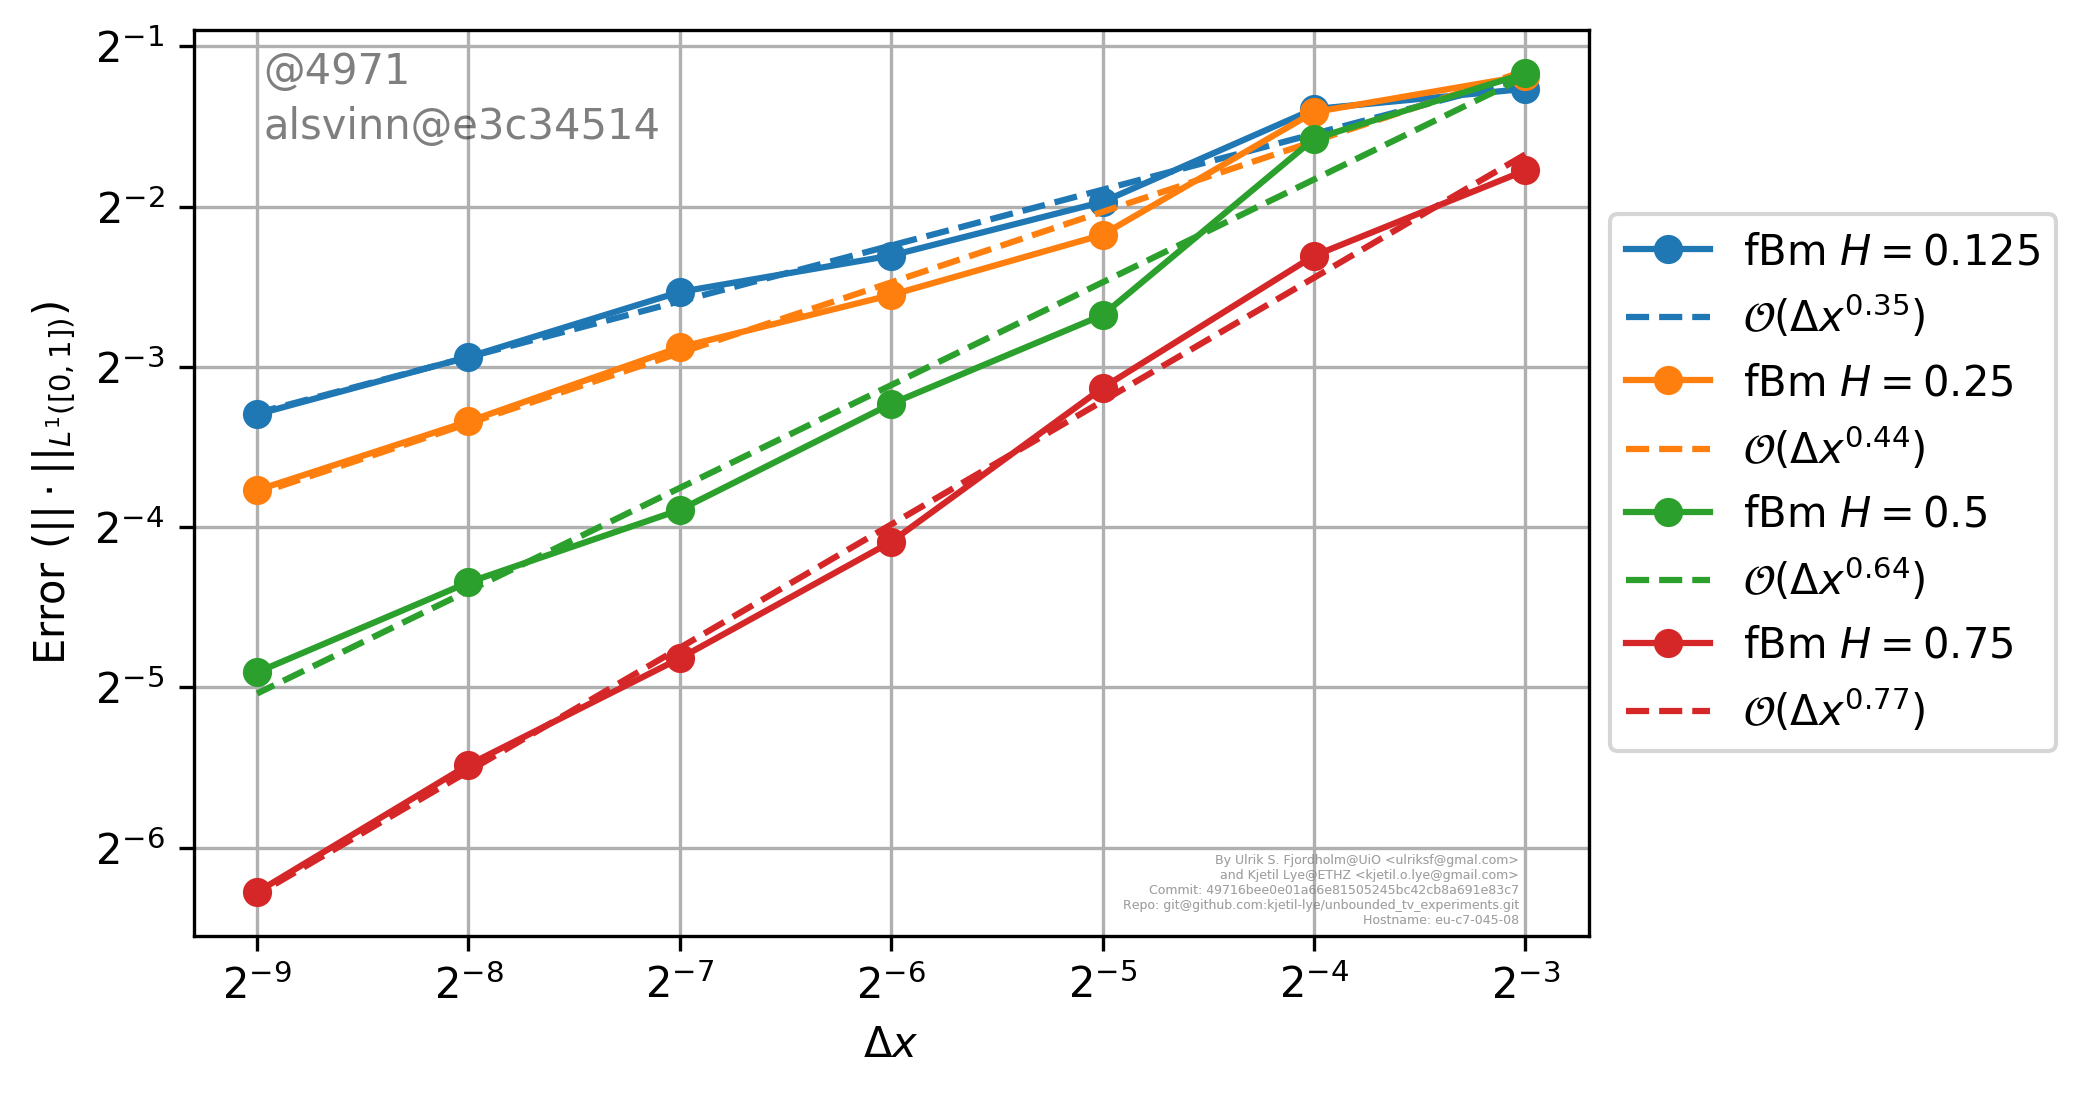 @4971
alsvinn@e3c34514
2⁻¹
2⁻²
2⁻³
2⁻⁴
2⁻⁵
2⁻⁶
Error (|| · ||_{L¹([0, 1])})
2⁻⁹ 2⁻⁸ 2⁻⁷ 2⁻⁶ 2⁻⁵ 2⁻⁴ 2⁻³
Δx
fBm H = 0.125
𝒪(Δx^{0.35})
fBm H = 0.25
𝒪(Δx^{0.44})
fBm H = 0.5
𝒪(Δx^{0.64})
fBm H = 0.75
𝒪(Δx^{0.77})
By Ulrik S. Fjordholm@UiO <ulriksf@gmal.com>
and Kjetil Lye@ETHZ <kjetil.o.lye@gmail.com>
Commit: 49716bee0e01a66e81505245bc42cb8a691e83c7
Repo: git@github.com:kjetil-lye/unbounded_tv_experiments.git
Hostname: eu-c7-045-08